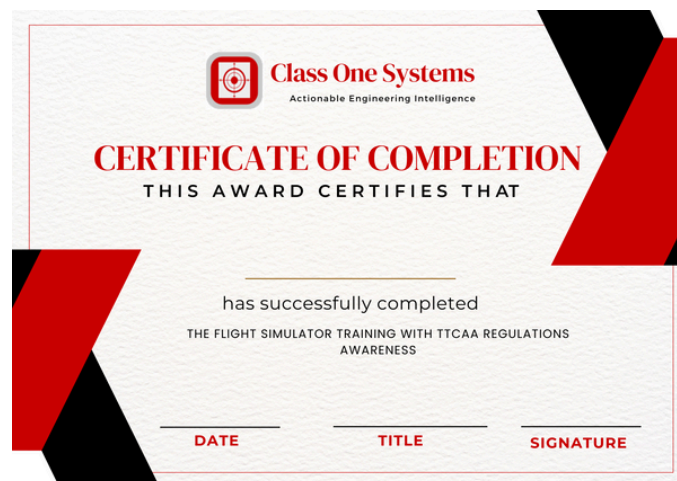 Class One Systems
Actionable Engineering Intelligence
CERTIFICATE OF COMPLETION
THIS AWARD CERTIFIES THAT
has successfully completed
THE FLIGHT SIMULATOR TRAINING WITH TTCAA REGULATIONS
AWARENESS
DATE TITLE SIGNATURE